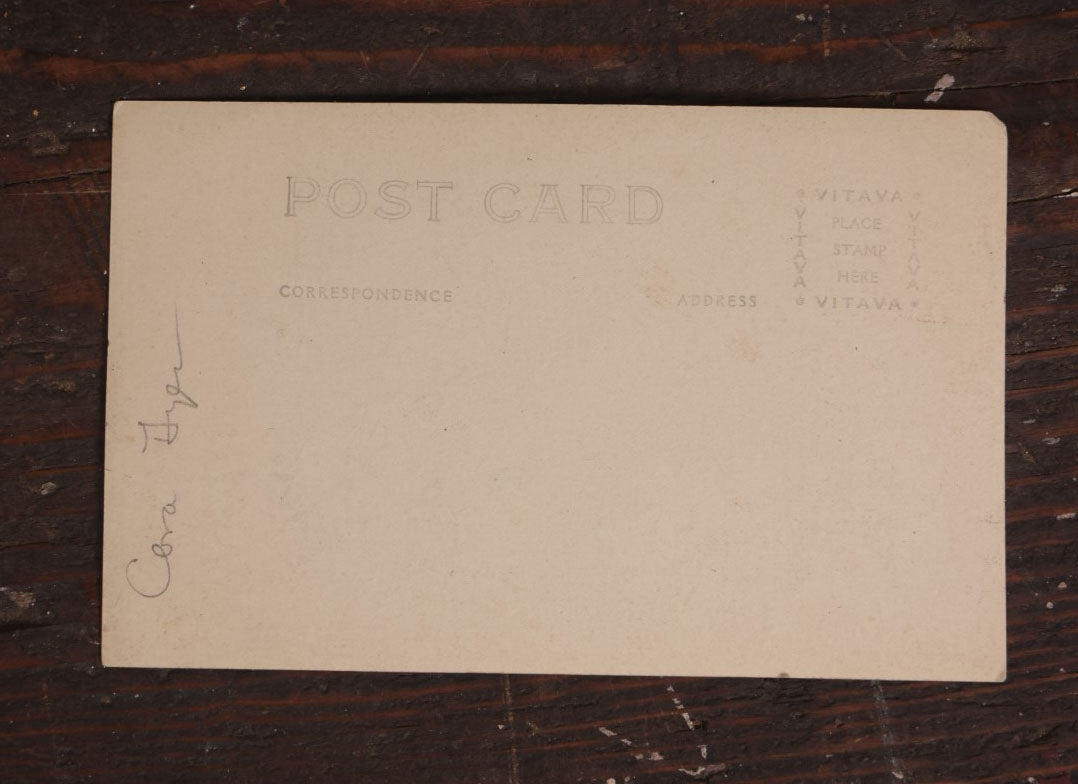 POST CARD
CORRESPONDENCE
ADDRESS
VITAVA
VITAVA
PLACE
STAMP
HERE
VITAVA
VITAVA
Cora